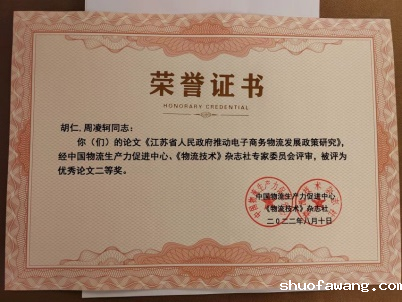 荣誉证书
HONORARY CREDENTIAL
胡仁、周凌轲同志:
你（们）的论文《江苏省人民政府推动电子商务物流发展政策研究》,
经中国物流生产力促进中心、《物流技术》杂志社专家委员会评审,被评为
优秀论文二等奖。
中国物流生产力促进中心
《物流技术》杂志社
二〇二二年八月十日
shuofawang.com